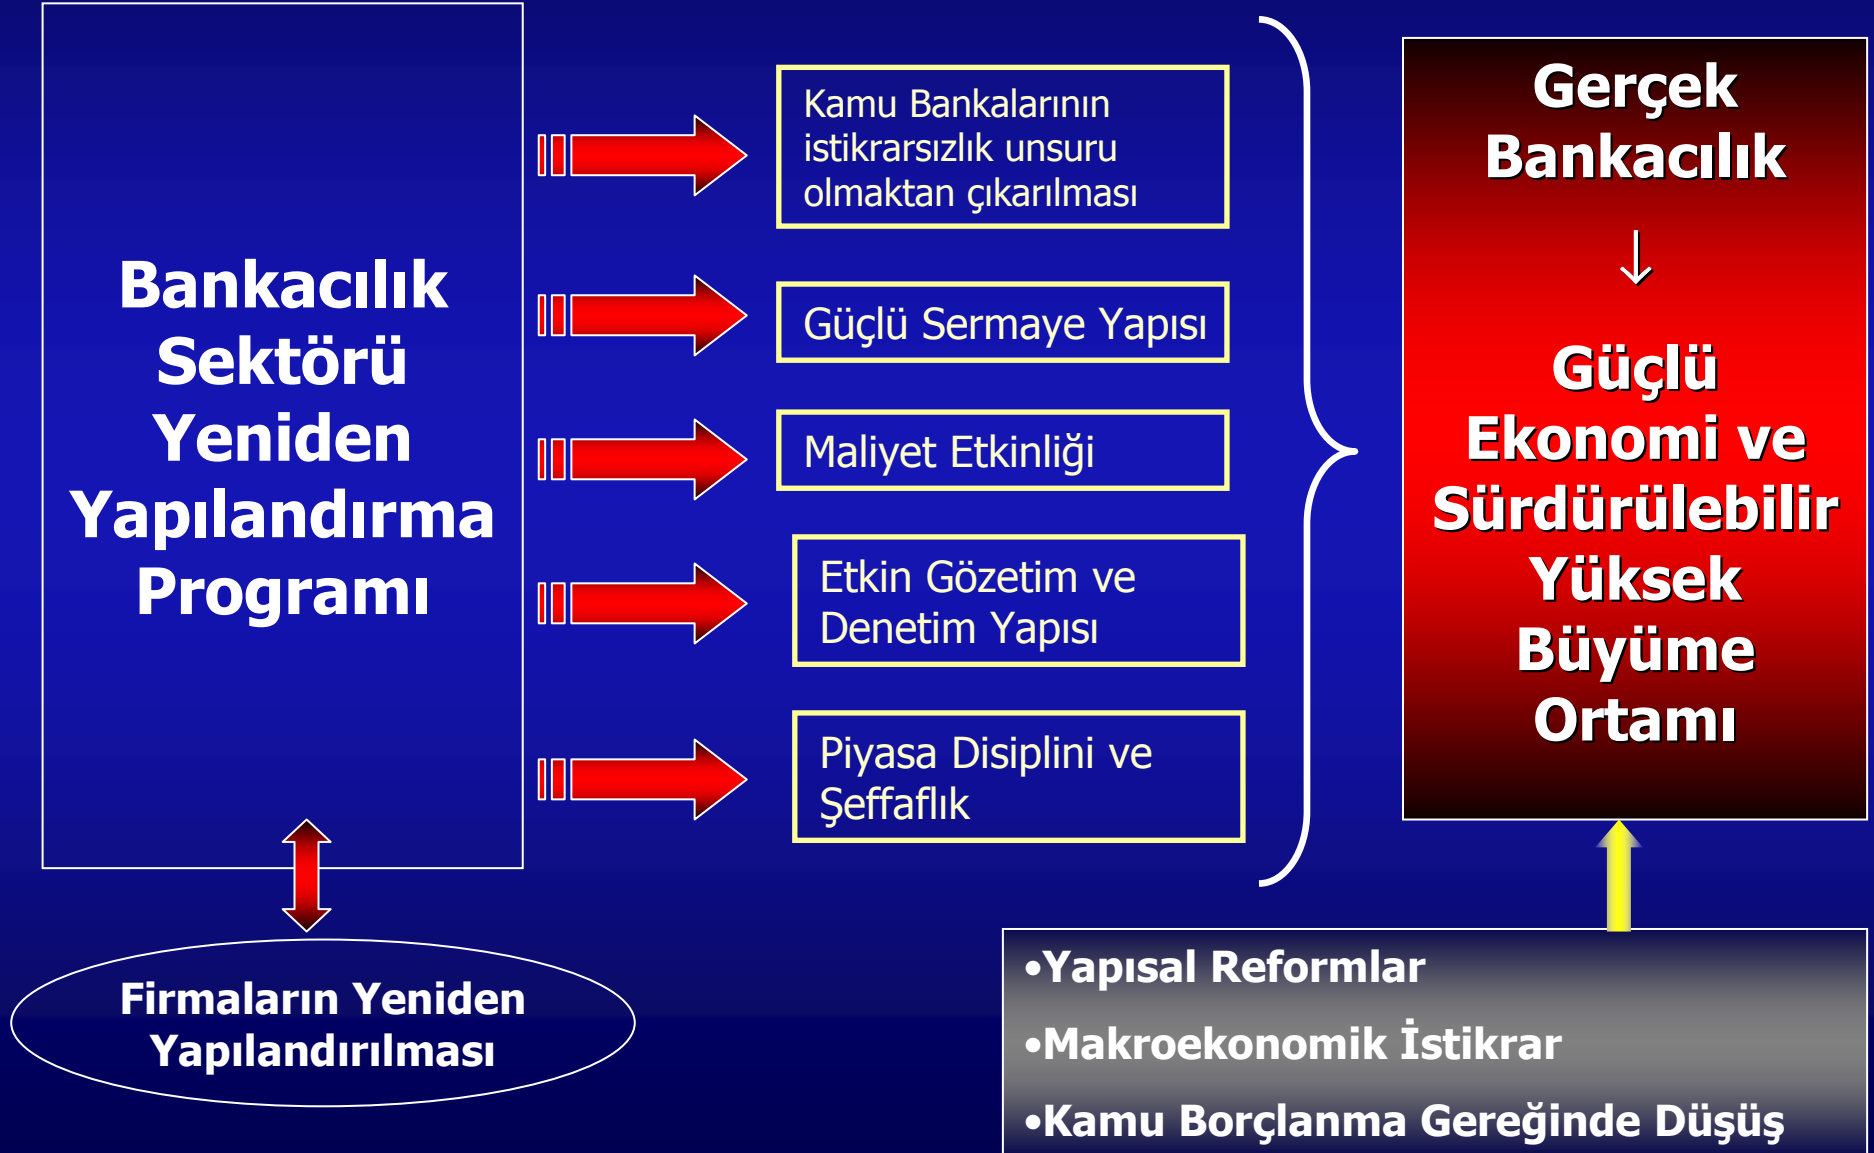 Bankacılık
Sektörü
Yeniden
Yapılandırma
Programı
Firmaların Yeniden
Yapılandırılması
Kamu Bankalarının
istikrarsızlık unsuru
olmaktan çıkarılması
Güçlü Sermaye Yapısı
Maliyet Etkinliği
Etkin Gözetim ve
Denetim Yapısı
Piyasa Disiplini ve
Şeffaflık
Gerçek
Bankacılık
↓
Güçlü
Ekonomi ve
Sürdürülebilir
Yüksek
Büyüme
Ortamı
•Yapısal Reformlar
•Makroekonomik İstikrar
•Kamu Borçlanma Gereğinde Düşüş